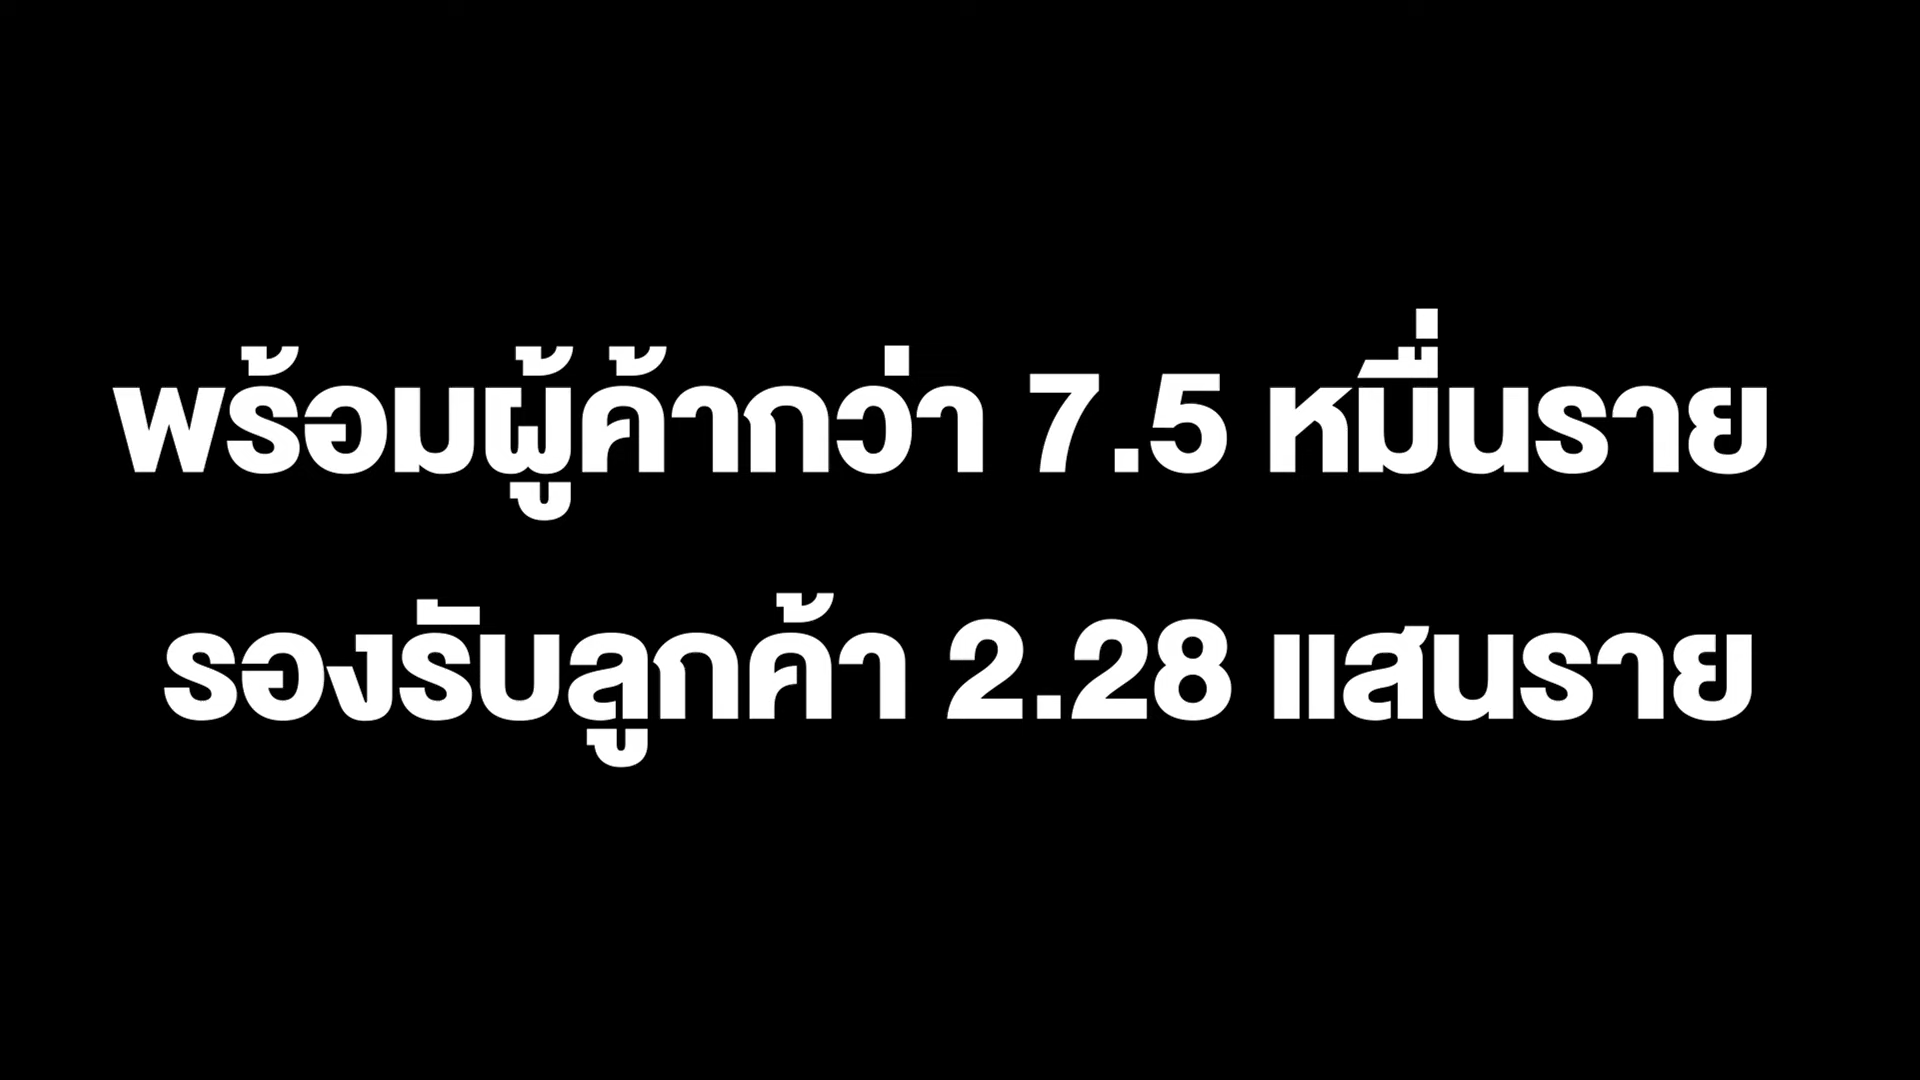 พร้อมผู้ค้ากว่า 7.5 หมื่นราย
รองรับลูกค้า 2.28 แสนราย